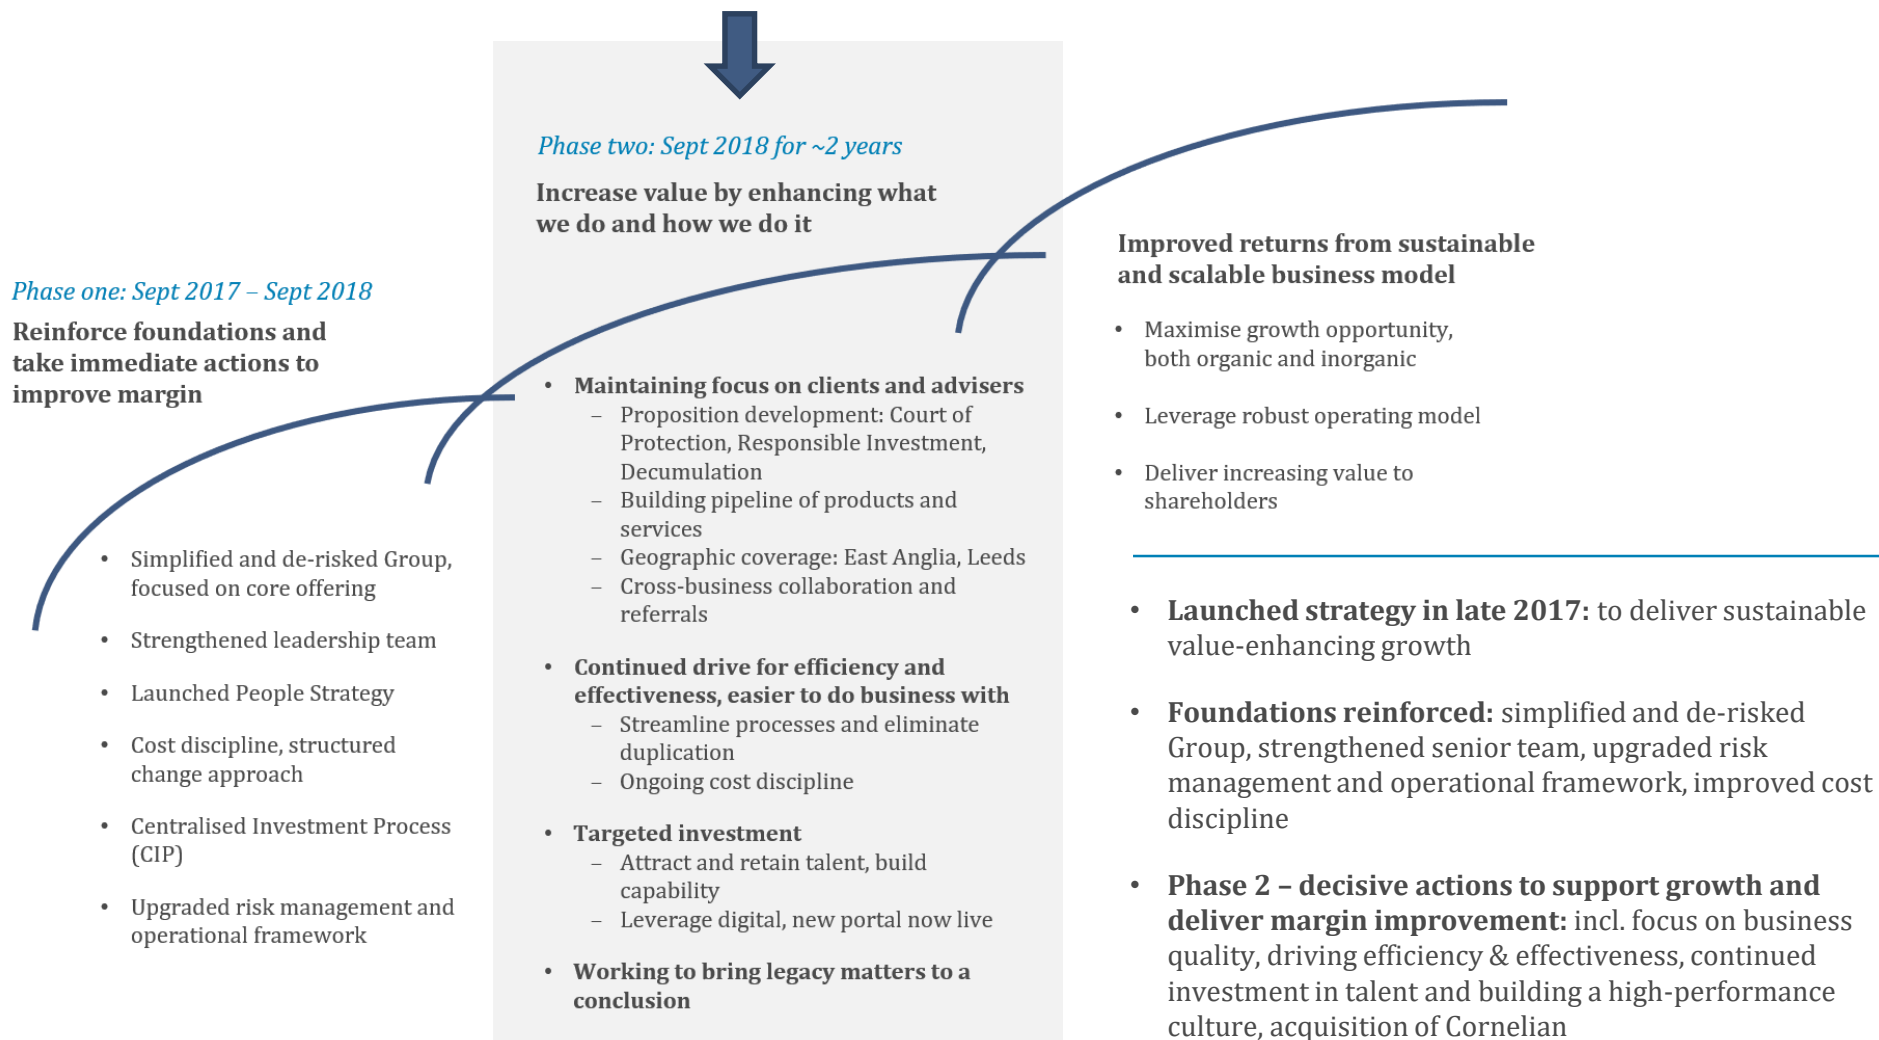 Phase one: Sept 2017 – Sept 2018
Reinforce foundations and
take immediate actions to
improve margin
• Simplified and de-risked Group,
focused on core offering
• Strengthened leadership team
• Launched People Strategy
• Cost discipline, structured
change approach
• Centralised Investment Process
(CIP)
• Upgraded risk management and
operational framework
Phase two: Sept 2018 for ~2 years
Increase value by enhancing what
we do and how we do it
• Maintaining focus on clients and advisers
– Proposition development: Court of
Protection, Responsible Investment,
Decumulation
– Building pipeline of products and
services
– Geographic coverage: East Anglia, Leeds
– Cross-business collaboration and
referrals
• Continued drive for efficiency and
effectiveness, easier to do business with
– Streamline processes and eliminate
duplication
– Ongoing cost discipline
• Targeted investment
– Attract and retain talent, build
capability
– Leverage digital, new portal now live
• Working to bring legacy matters to a
conclusion
Improved returns from sustainable
and scalable business model
• Maximise growth opportunity,
both organic and inorganic
• Leverage robust operating model
• Deliver increasing value to
shareholders
• Launched strategy in late 2017: to deliver sustainable
value-enhancing growth
• Foundations reinforced: simplified and de-risked
Group, strengthened senior team, upgraded risk
management and operational framework, improved cost
discipline
• Phase 2 – decisive actions to support growth and
deliver margin improvement: incl. focus on business
quality, driving efficiency & effectiveness, continued
investment in talent and building a high-performance
culture, acquisition of Cornelian